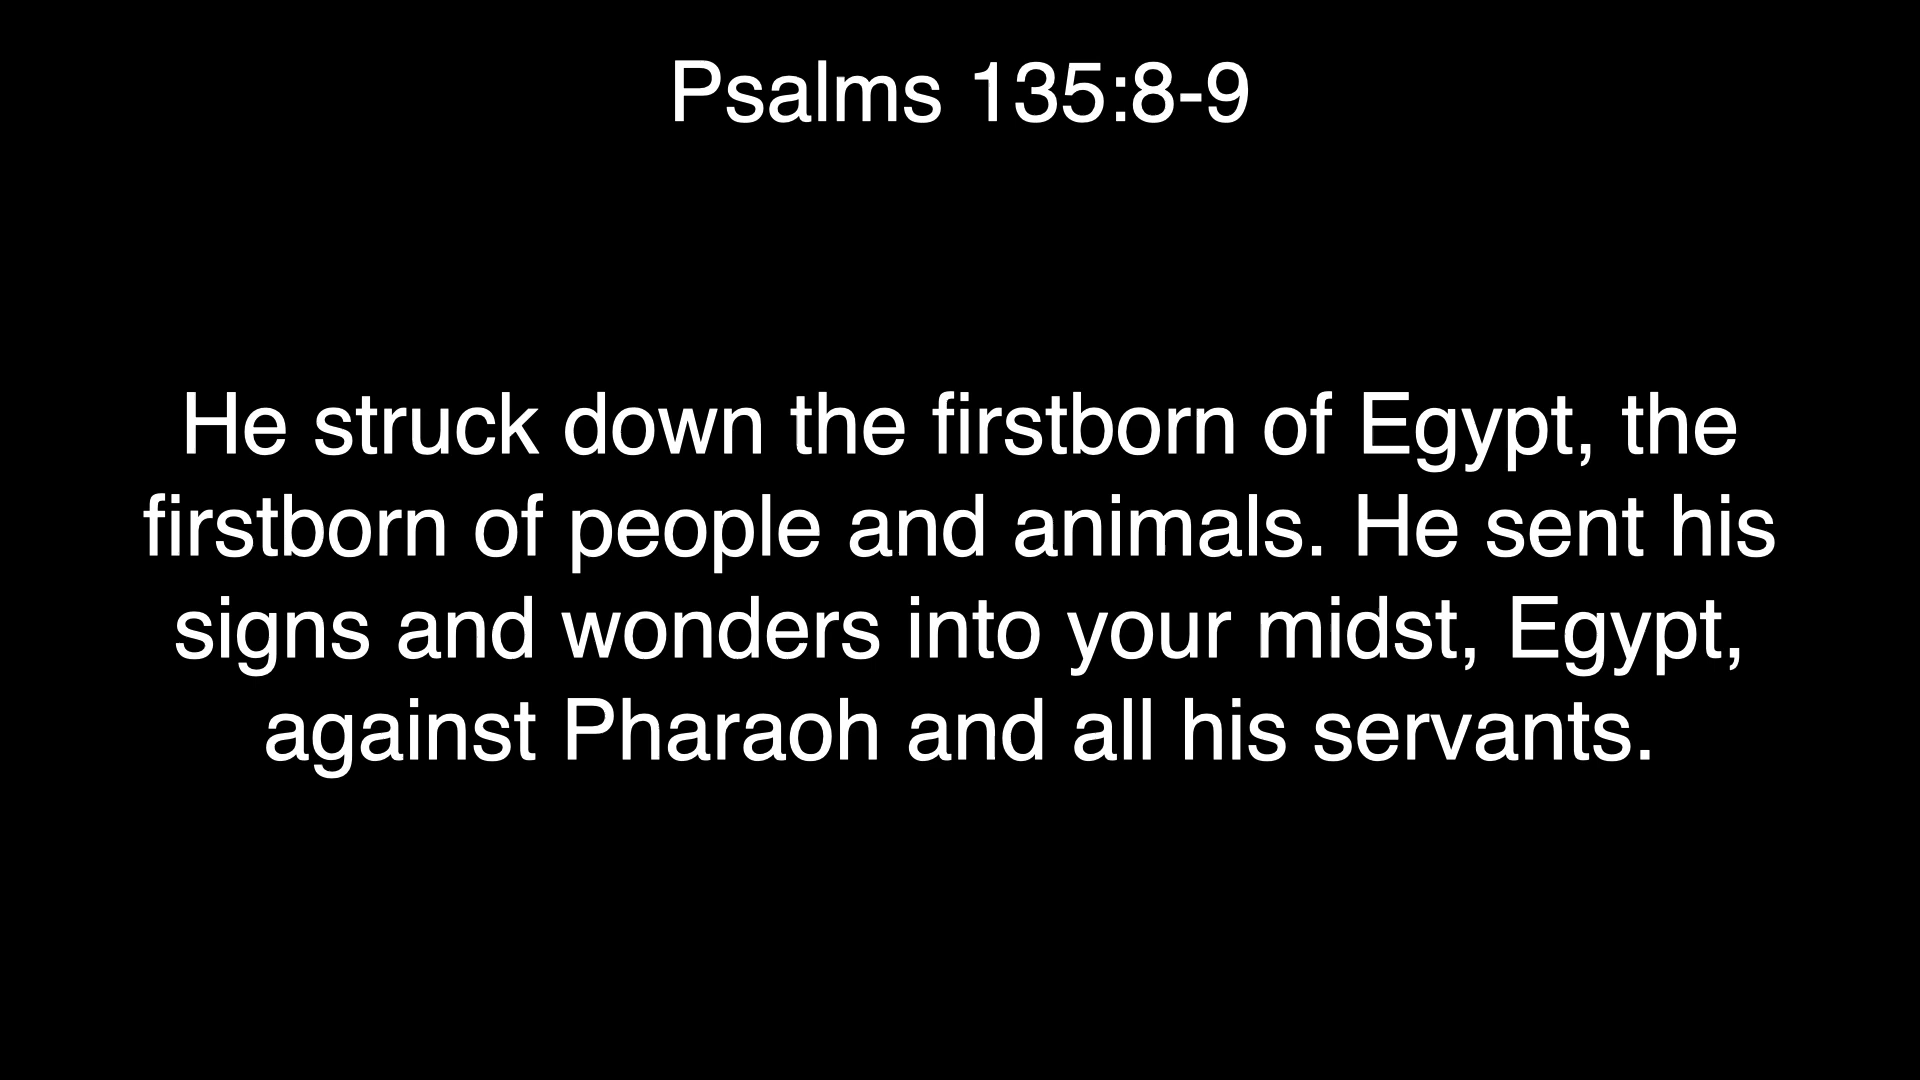 Psalms 135:8-9
He struck down the firstborn of Egypt, the
firstborn of people and animals. He sent his
signs and wonders into your midst, Egypt,
against Pharaoh and all his servants.